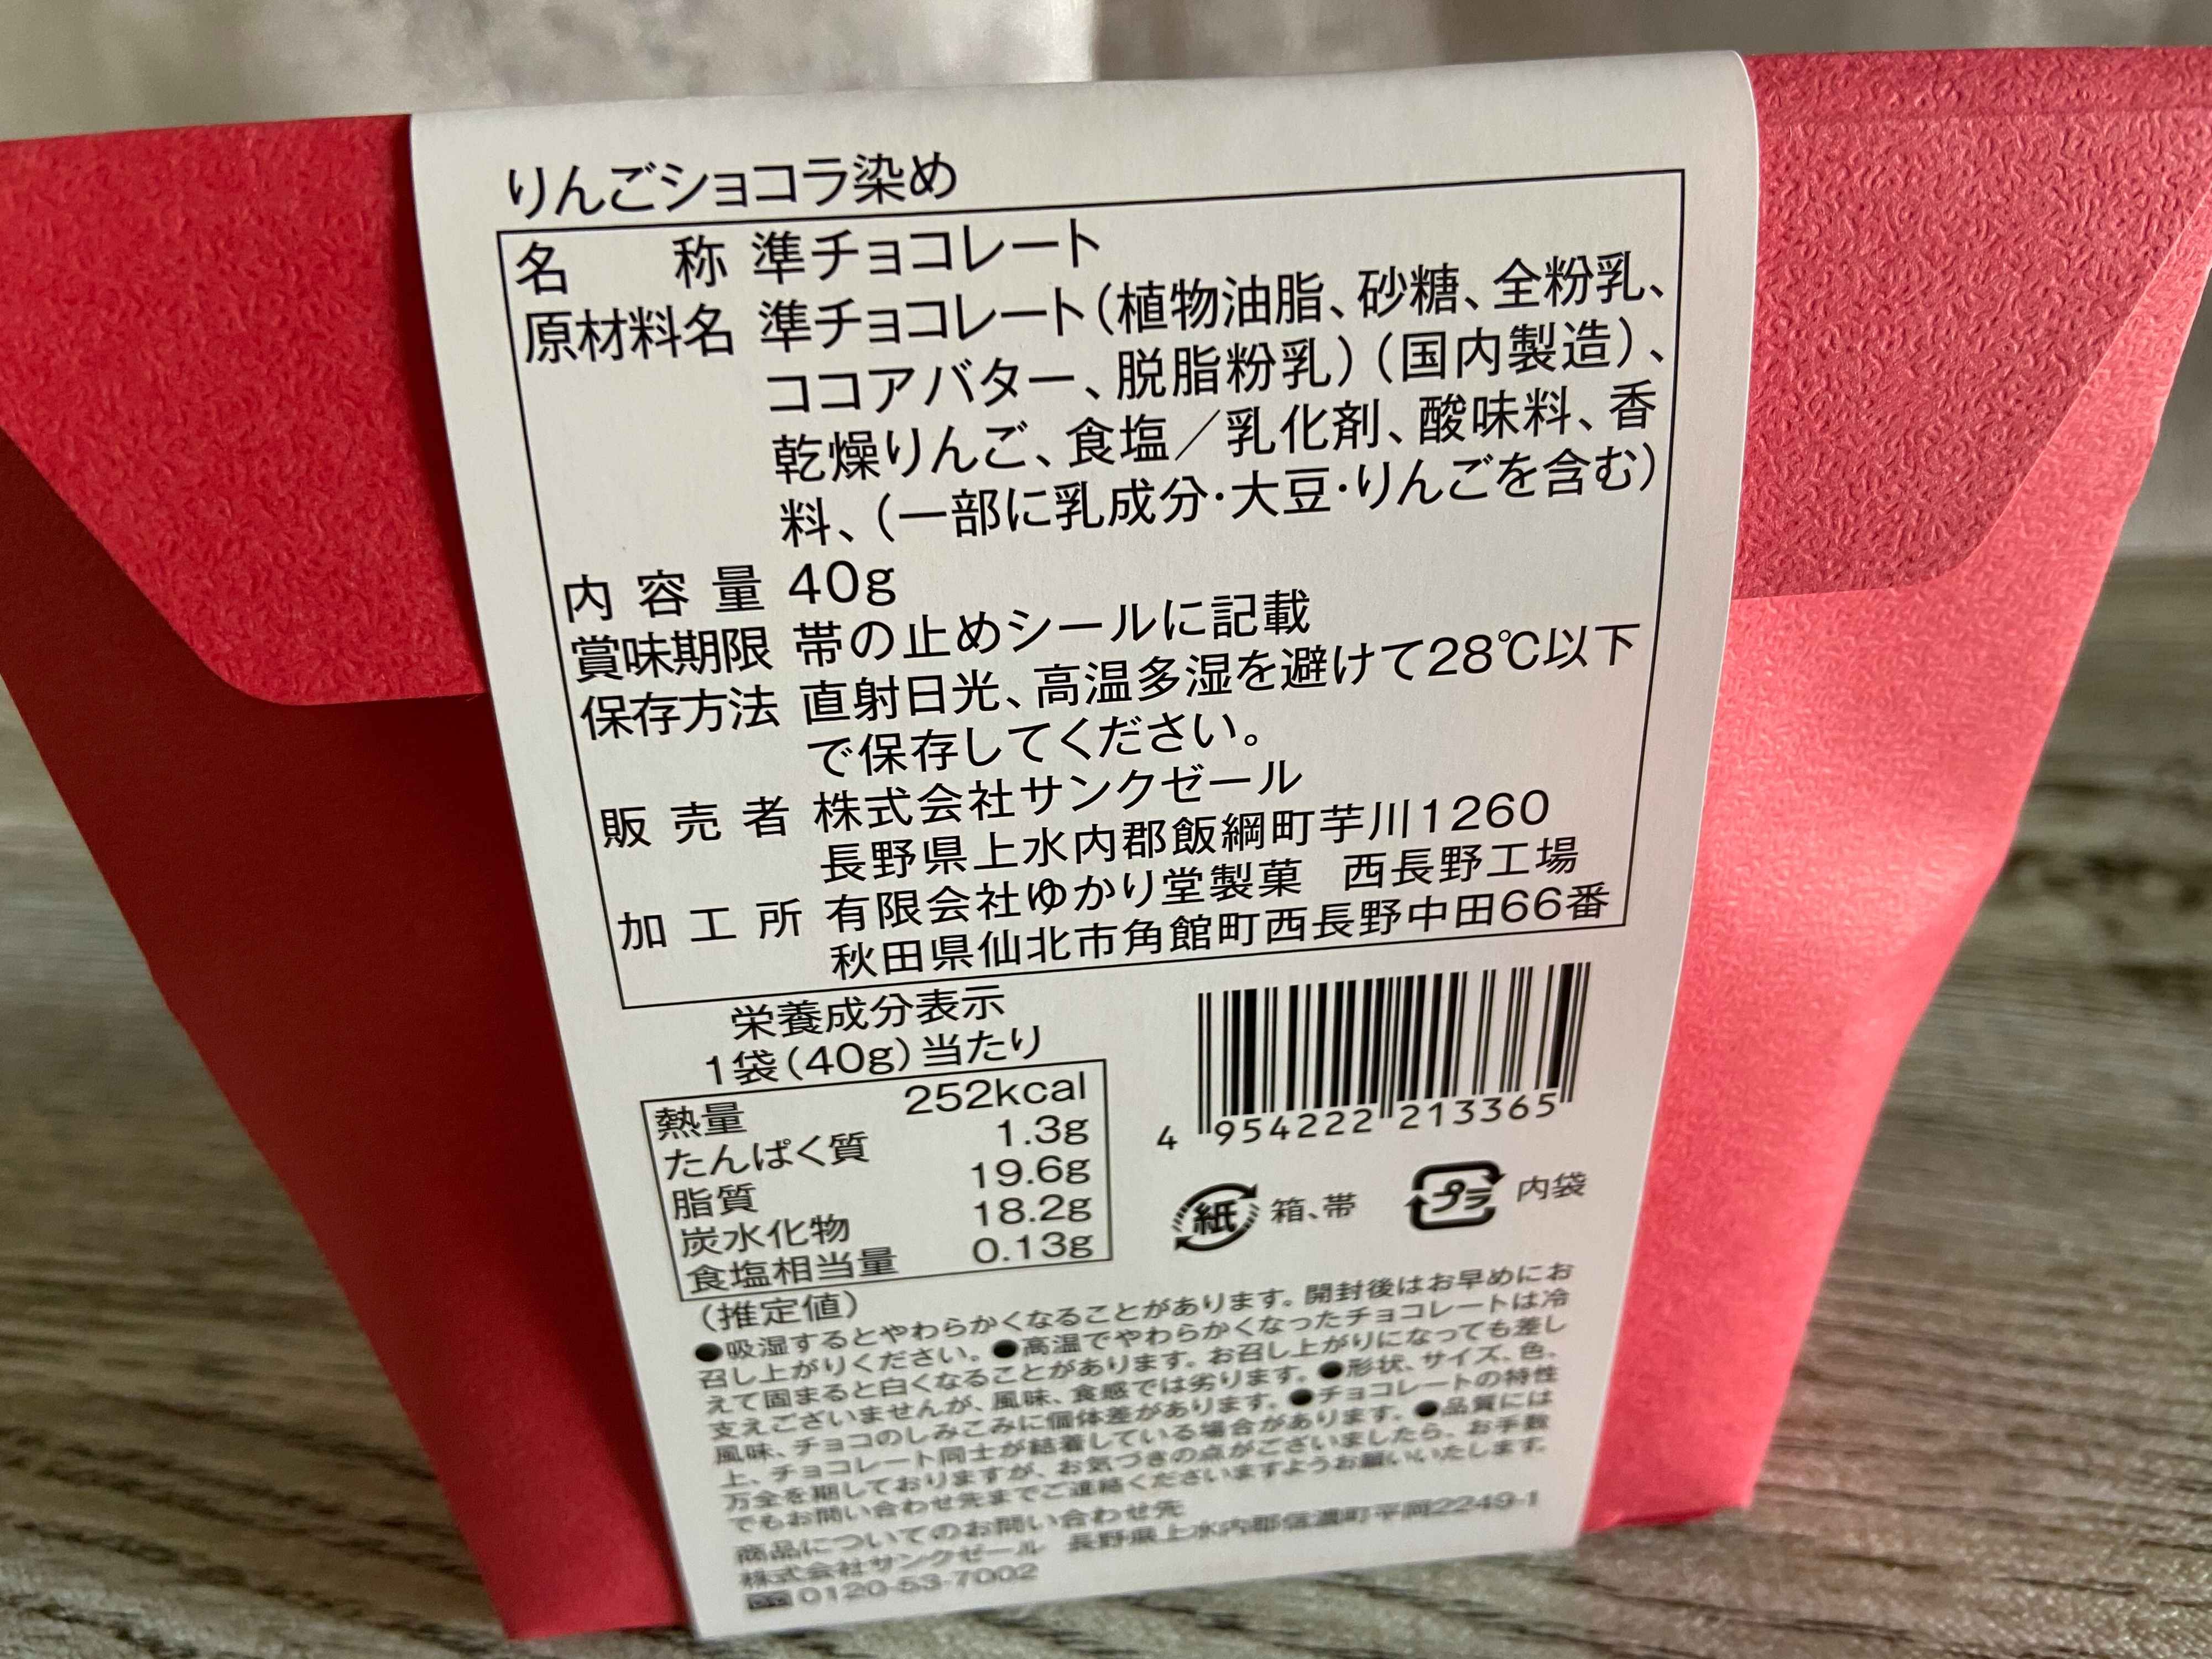 りんごショコラ染め
名称 準チョコレート
原材料名 準チョコレート(植物油脂、砂糖、全粉乳、
ココアバター、脱脂粉乳)(国内製造)、
乾燥りんご、食塩/乳化剤、酸味料、香
料、(一部に乳成分・大豆・りんごを含む)
内容量 40g
賞味期限 帯の止めシールに記載
保存方法 直射日光、高温多湿を避けて28℃以下
で保存してください。
販売者 株式会社サンクゼール
長野県上水内郡飯綱町芋川1260
加工所 有限会社ゆかり堂製菓 西長野工場
秋田県仙北市角館町西長野中田66番
栄養成分表示
1袋(40g)当たり
熱量 252kcal
たんぱく質 1.3g
脂質 19.6g
炭水化物 18.2g
食塩相当量 0.13g
(推定値)
4 954222 213365
紙 箱、帯
プラ 内袋
●吸湿するとやわらかくなることがあります。開封後はお早めにお
召し上がりください。●高温でやわらかくなったチョコレートは冷
えて固まると白くなることがあります。お召し上がりになっても差し
支えございませんが、風味、食感では劣ります。●形状、サイズ、色、
風味、チョコのしみこみに個体差があります。●チョコレートの特性
上、チョコレート同士が結着している場合があります。●品質には
万全を期しておりますが、お気づきの点がございましたら、お手数
でもお問い合わせ先までご連絡くださいますようお願いいたします。
商品についてのお問い合わせ先
株式会社サンクゼール 長野県上水内郡信濃町平岡2249-1
0120-53-7002